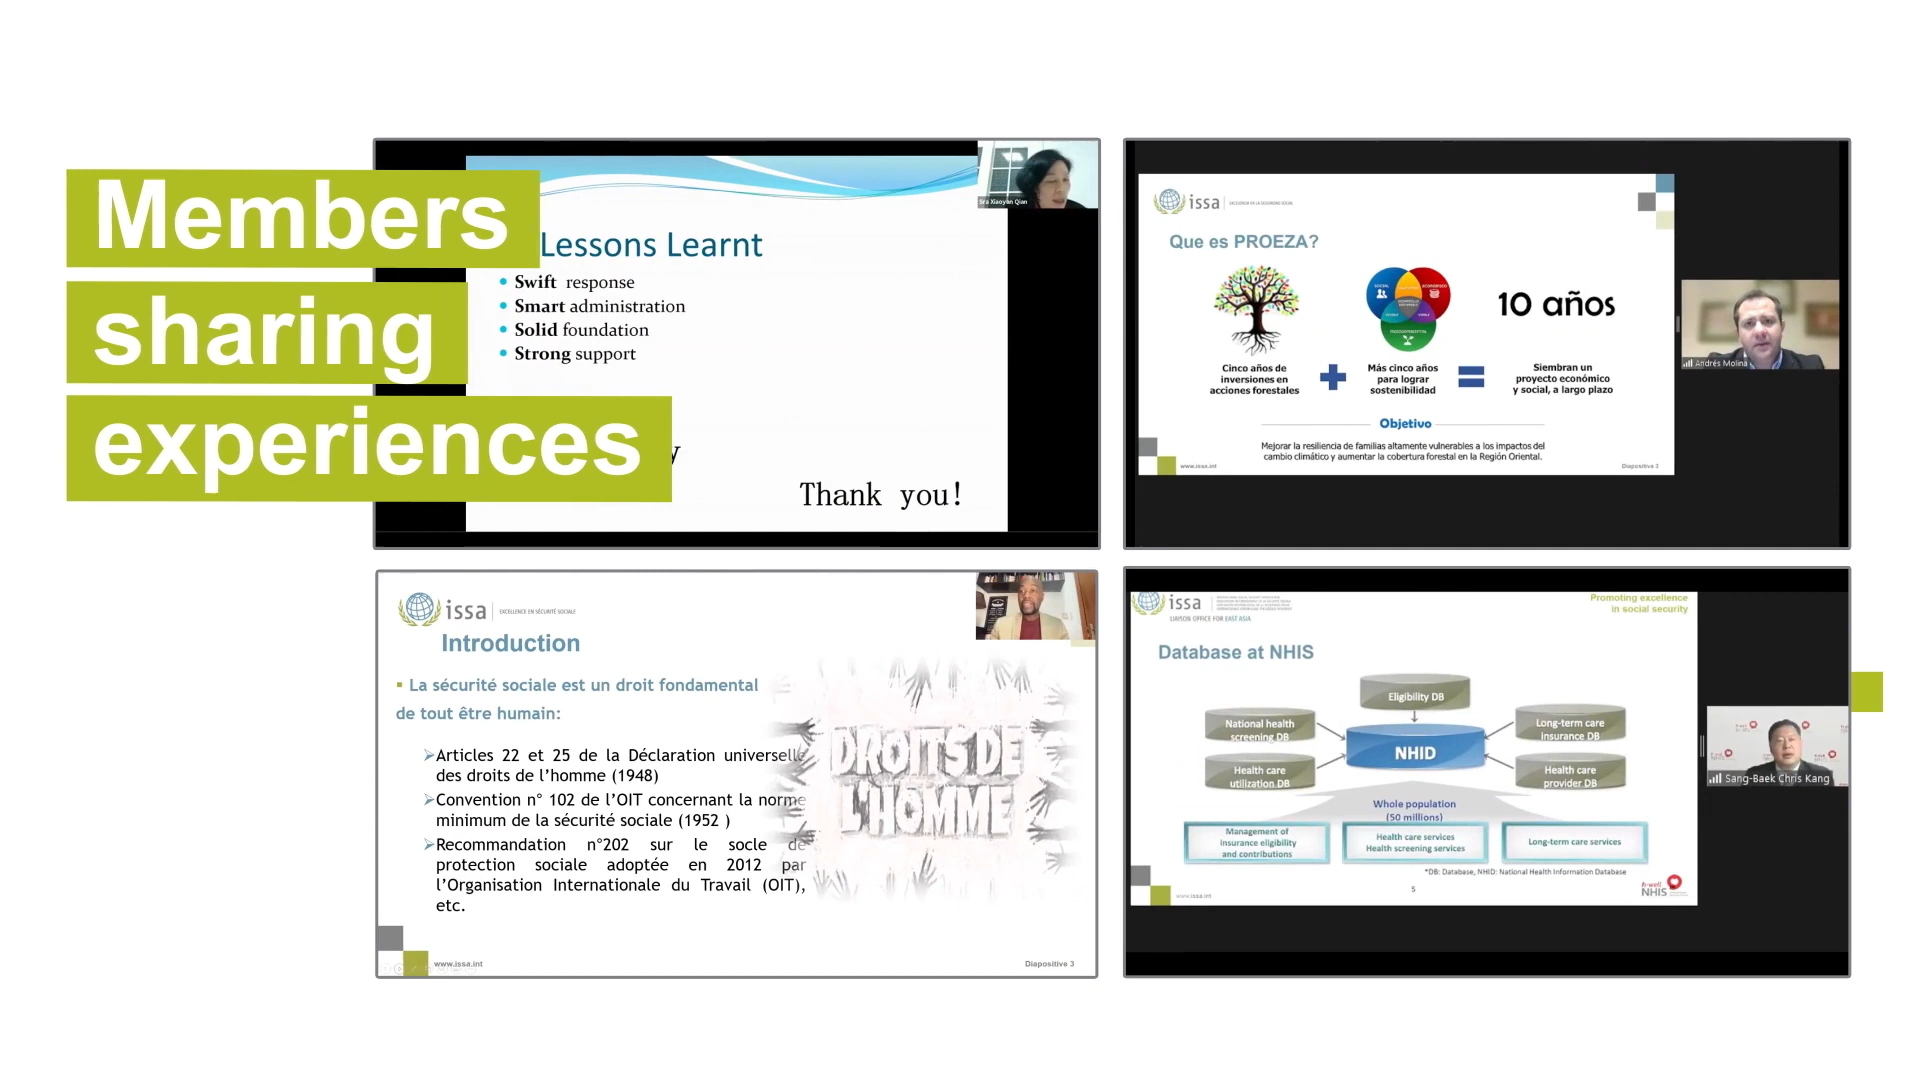 Members
sharing
experiences
Sra Xiaoyan Qian
Lessons Learnt
Swift response
Smart administration
Solid foundation
Strong support
y
Thank you!
issa
EXCELENCIA EN LA SEGURIDAD SOCIAL
Que es PROEZA?
SOCIAL
ECONÓMICO
10 años
Cinco años de
inversiones en
acciones forestales
Más cinco años
para lograr
sostenibilidad
Siembran un
proyecto económico
y social, a largo plazo
Objetivo
Mejorar la resiliencia de familias altamente vulnerables a los impactos del
cambio climático y aumentar la cobertura forestal en la Región Oriental.
www.issa.int
Diapositive 3
Andrés Molina
issa
EXCELLENCE EN SÉCURITÉ SOCIALE
Introduction
La sécurité sociale est un droit fondamental
de tout être humain:
Articles 22 et 25 de la Déclaration universelle
des droits de l’homme (1948)
Convention n° 102 de l’OIT concernant la norme
minimum de la sécurité sociale (1952 )
Recommandation n°202 sur le socle de
protection sociale adoptée en 2012 par
l’Organisation Internationale du Travail (OIT),
etc.
DROITS DE
L'HOMME
www.issa.int
Diapositive 3
issa
LIAISON OFFICE FOR EAST ASIA
Promoting excellence
in social security
Database at NHIS
Eligibility DB
National health
screening DB
Long-term care
insurance DB
NHID
Health care
utilization DB
Health care
provider DB
Whole population
(50 millions)
Management of
insurance eligibility
and contributions
Health care services
Health screening services
Long-term care services
*DB: Database, NHID: National Health Information Database
5
www.issa.int
h-well
NHIS
Sang-Baek Chris Kang